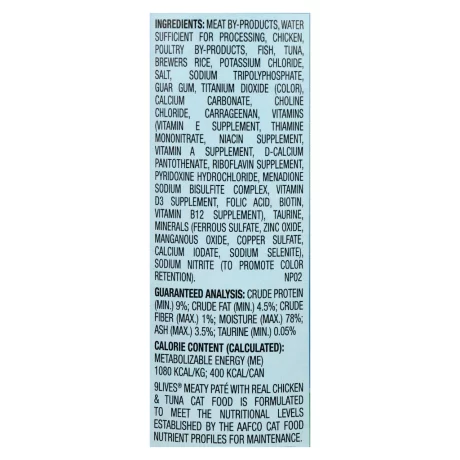 INGREDIENTS: MEAT BY-PRODUCTS, WATER
SUFFICIENT FOR PROCESSING, CHICKEN,
POULTRY BY-PRODUCTS, FISH, TUNA,
BREWERS RICE, POTASSIUM CHLORIDE,
SALT, SODIUM TRIPOLYPHOSPHATE,
GUAR GUM, TITANIUM DIOXIDE (COLOR),
CALCIUM CARBONATE, CHOLINE
CHLORIDE, CARRAGEENAN, VITAMINS
(VITAMIN E SUPPLEMENT, THIAMINE
MONONITRATE, NIACIN SUPPLEMENT,
VITAMIN A SUPPLEMENT, D-CALCIUM
PANTOTHENATE, RIBOFLAVIN SUPPLEMENT,
PYRIDOXINE HYDROCHLORIDE, MENADIONE
SODIUM BISULFITE COMPLEX, VITAMIN
D3 SUPPLEMENT, FOLIC ACID, BIOTIN,
VITAMIN B12 SUPPLEMENT), TAURINE,
MINERALS (FERROUS SULFATE, ZINC OXIDE,
MANGANOUS OXIDE, COPPER SULFATE,
CALCIUM IODATE, SODIUM SELENITE),
SODIUM NITRITE (TO PROMOTE COLOR
RETENTION). NP02
GUARANTEED ANALYSIS: CRUDE PROTEIN
(MIN.) 9%; CRUDE FAT (MIN.) 4.5%; CRUDE
FIBER (MAX.) 1%; MOISTURE (MAX.) 78%;
ASH (MAX.) 3.5%; TAURINE (MIN.) 0.05%
CALORIE CONTENT (CALCULATED):
METABOLIZABLE ENERGY (ME)
1080 KCAL/KG; 400 KCAL/CAN
9LIVES® MEATY PATÉ WITH REAL CHICKEN
& TUNA CAT FOOD IS FORMULATED
TO MEET THE NUTRITIONAL LEVELS
ESTABLISHED BY THE AAFCO CAT FOOD
NUTRIENT PROFILES FOR MAINTENANCE.